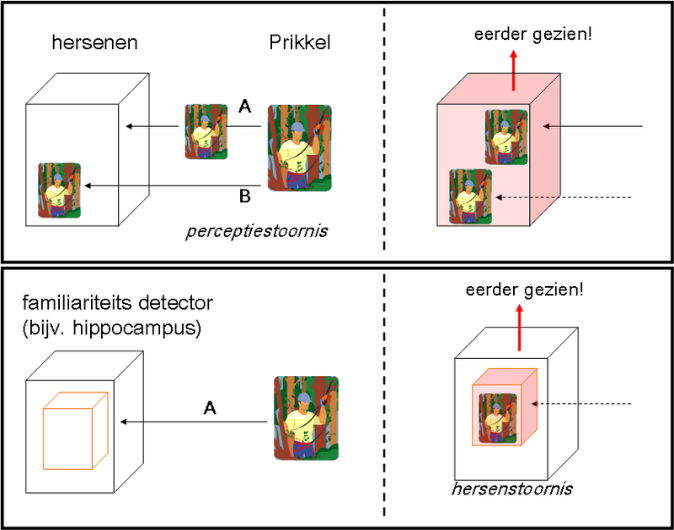 hersenen
Prikkel
A
B
perceptiestoornis
eerder gezien!
familiariteits detector
(bijv. hippocampus)
A
eerder gezien!
hersenstoornis